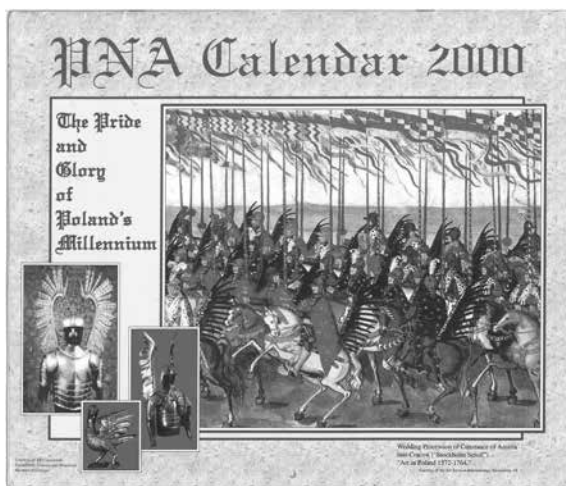 PNA Calendar 2000
The Pride
and
Glory
of
Poland's
Millennium
Wedding Procession of Constance of Austria
into Cracow ("Stockholm Scroll")
"Art in Poland 1572-1764,"